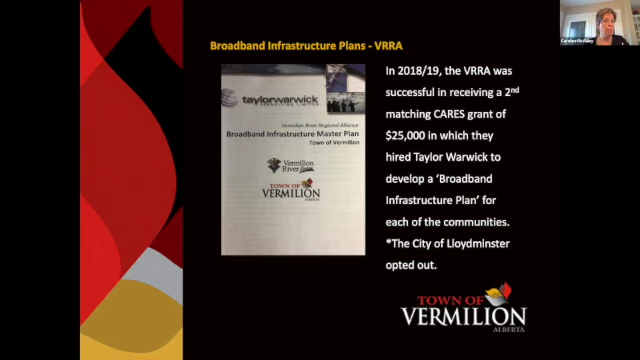 Broadband Infrastructure Plans - VRRA
taylorwarwick
CONSULTING LIMITED
Vermilion River Regional Alliance
Broadband Infrastructure Master Plan
Town of Vermilion
Vermilion
River
TOWN OF
VERMILION
ALBERTA
In 2018/19, the VRRA was
successful in receiving a 2nd
matching CARES grant of
$25,000 in which they
hired Taylor Warwick to
develop a ‘Broadband
Infrastructure Plan’ for
each of the communities.
*The City of Lloydminster
opted out.
TOWN OF
VERMILION
ALBERTA